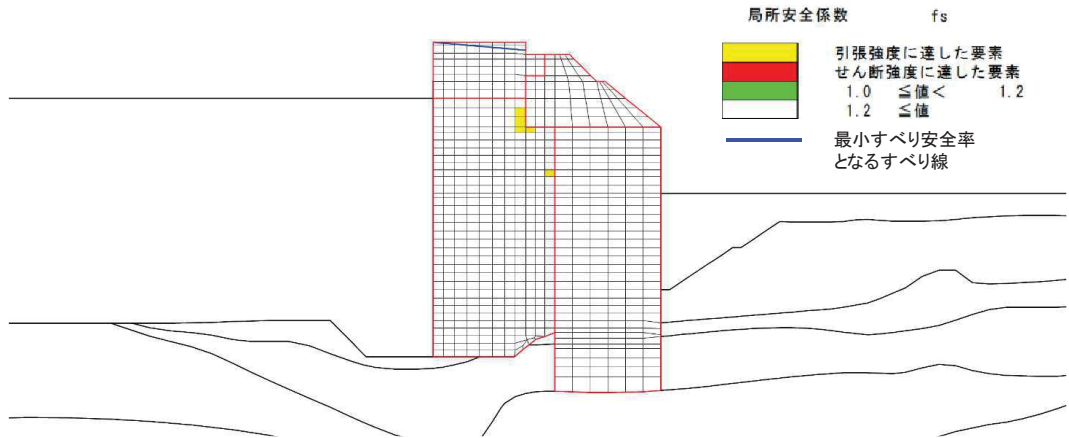 局所安全係数 fs
引張強度に達した要素
せん断強度に達した要素
1.0 ≦値< 1.2
1.2 ≦値
最小すべり安全率
となるすべり線